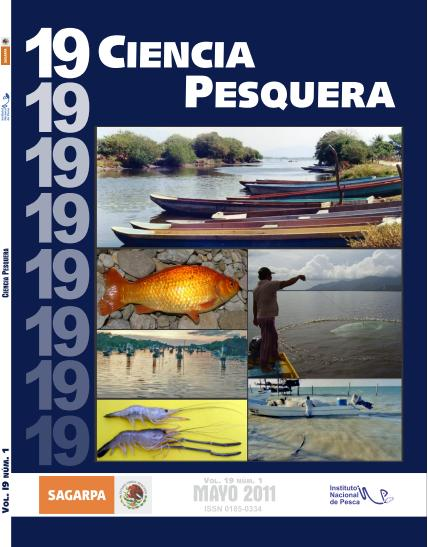 19 CIENCIA
PESQUERA
19
19
19
19
19
19
19
CIENCIA PESQUERA
VOL. 19 NÚM. 1
SAGARPA
VOL. 19 NÚM. 1
MAYO 2011
ISSN 0185-0334
Instituto
Nacional
de Pesca